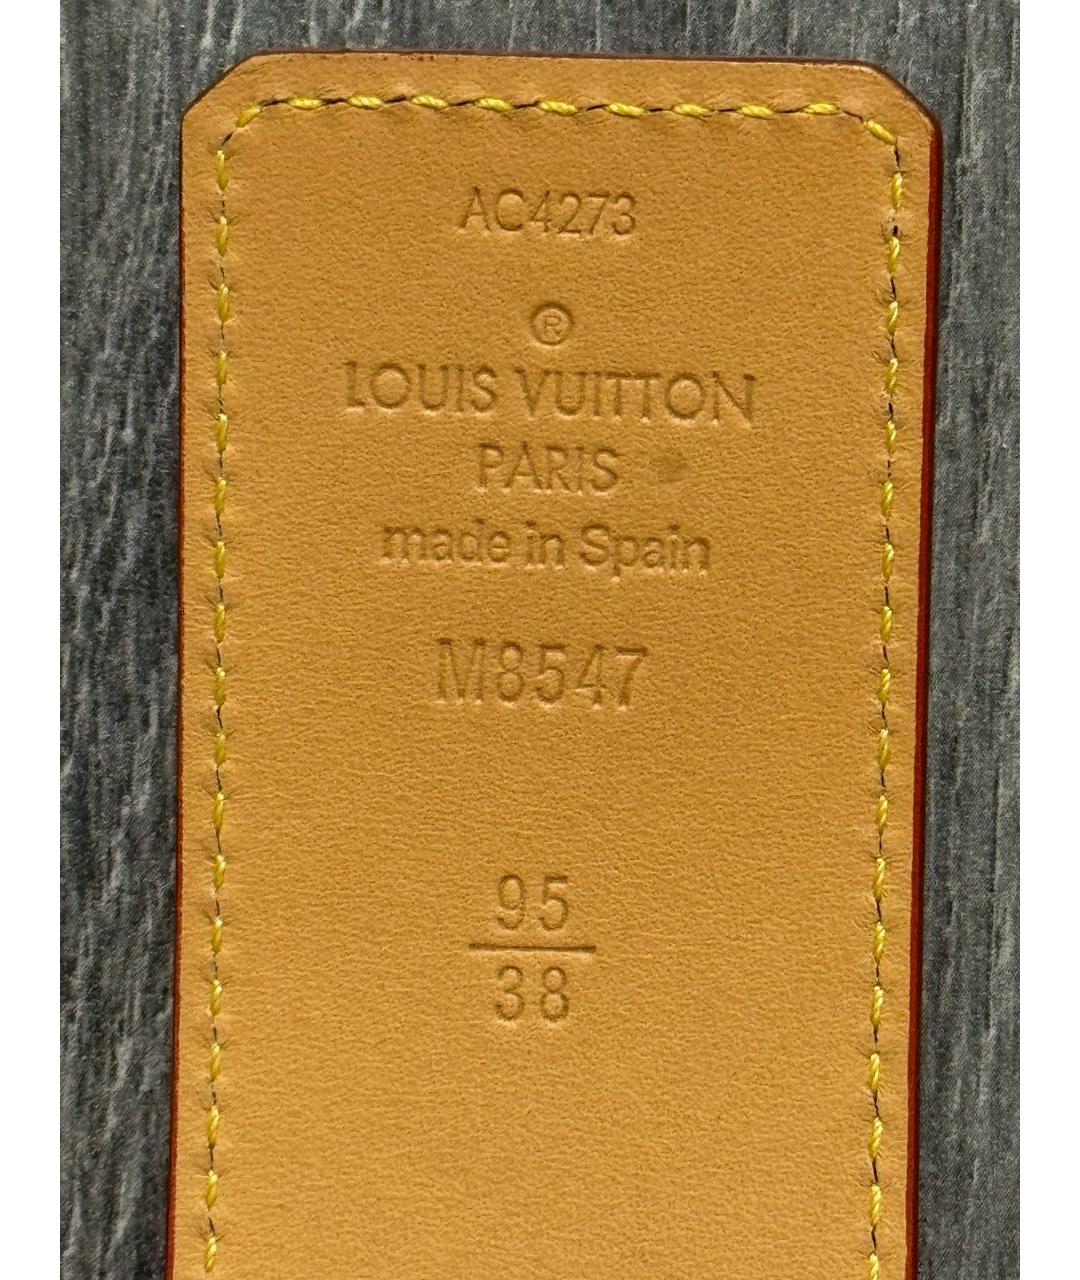 AC4273
®
LOUIS VUITTON
PARIS
made in Spain
M8547
95
38